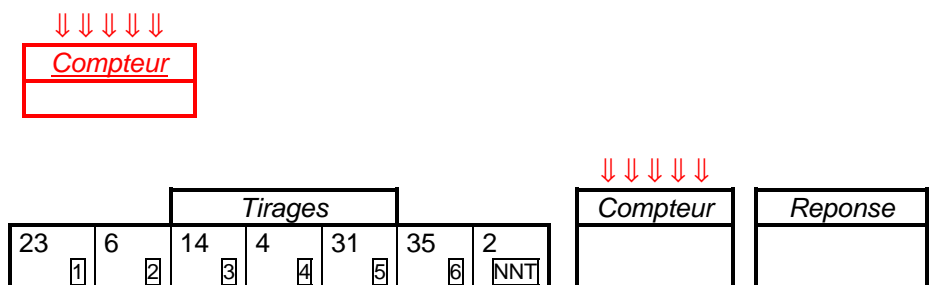 ⇓⇓⇓⇓⇓
Compteur
⇓⇓⇓⇓⇓
Tirages Compteur Reponse
23 6 14 4 31 35 2
1 2 3 4 5 6 NNT